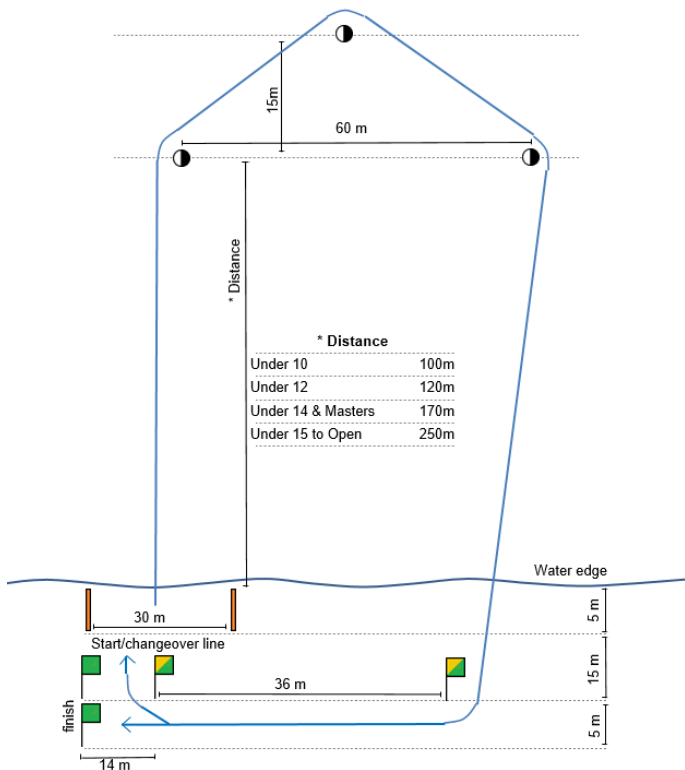 15m
60 m
* Distance
* Distance
Under 10 100m
Under 12 120m
Under 14 & Masters 170m
Under 15 to Open 250m
Water edge
30 m
5 m
Start/changeover line
36 m
15 m
finish
5 m
14 m